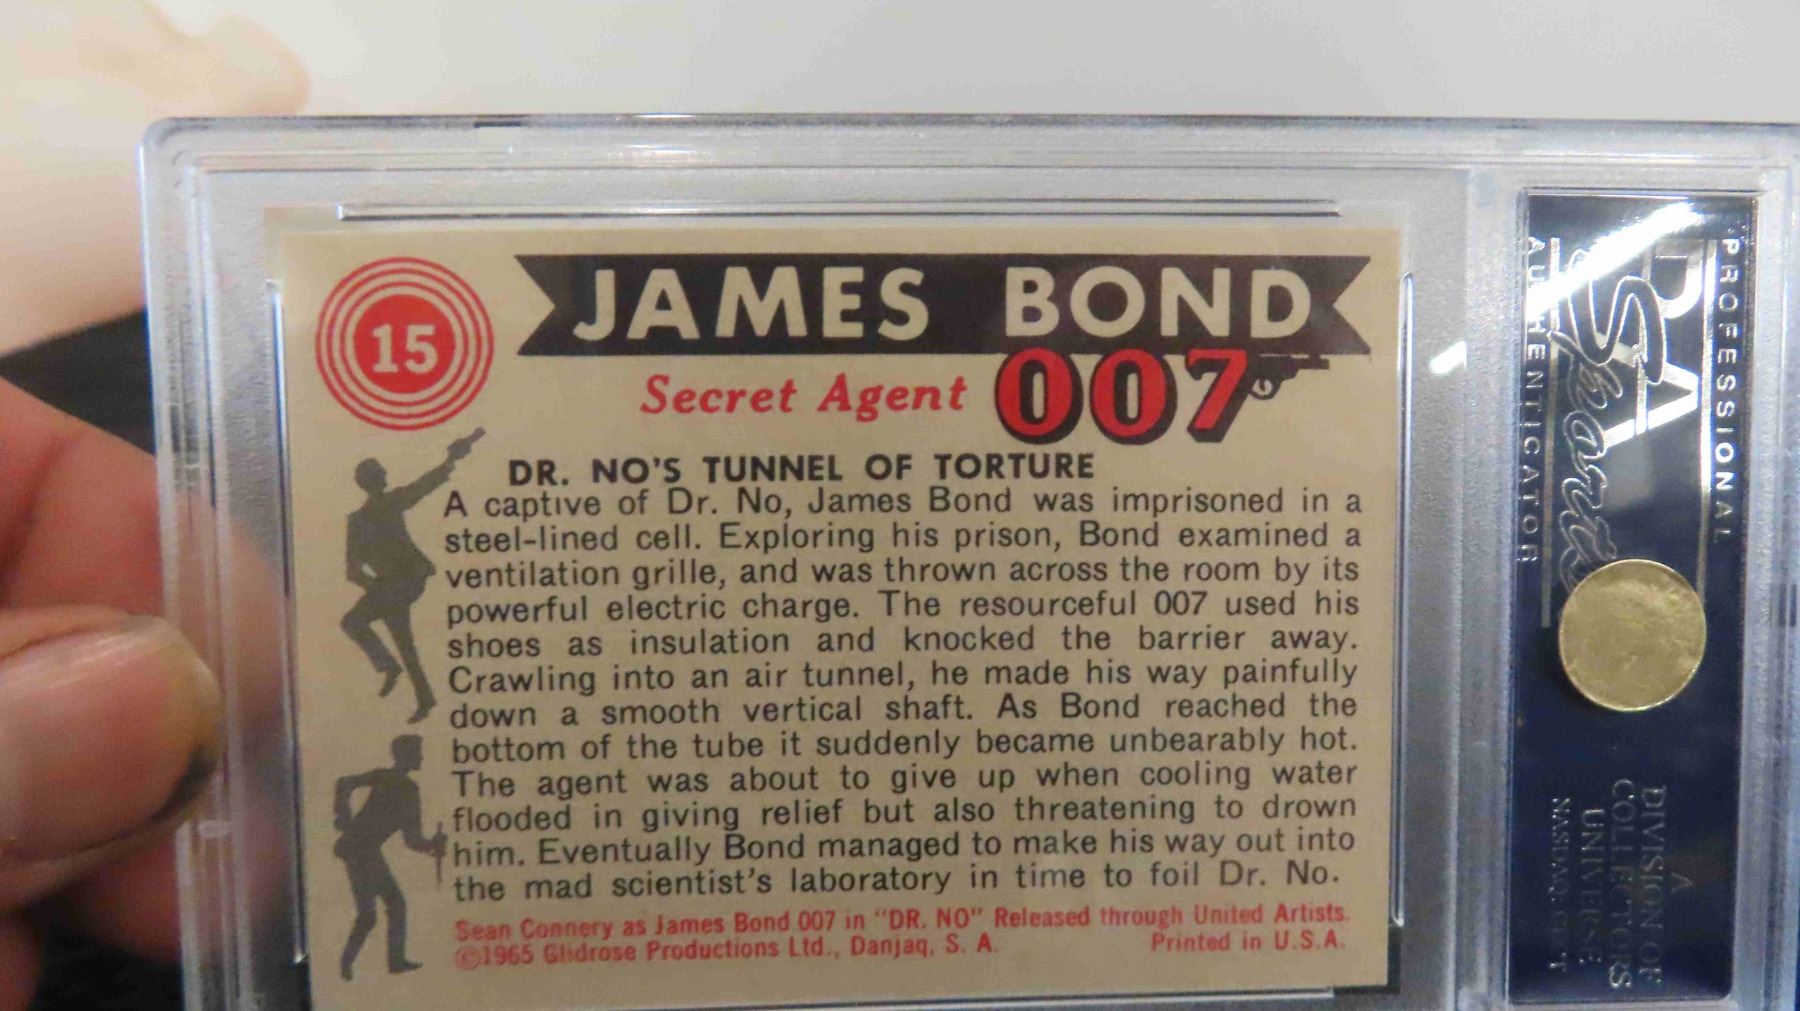 15
JAMES BOND
Secret Agent 007
DR. NO'S TUNNEL OF TORTURE
A captive of Dr. No, James Bond was imprisoned in a
steel-lined cell. Exploring his prison, Bond examined a
ventilation grille, and was thrown across the room by its
powerful electric charge. The resourceful 007 used his
shoes as insulation and knocked the barrier away.
Crawling into an air tunnel, he made his way painfully
down a smooth vertical shaft. As Bond reached the
bottom of the tube it suddenly became unbearably hot.
The agent was about to give up when cooling water
flooded in giving relief but also threatening to drown
him. Eventually Bond managed to make his way out into
the mad scientist's laboratory in time to foil Dr. No.
Sean Connery as James Bond 007 in "DR. NO" Released through United Artists.
©1965 Glidrose Productions Ltd., Danjaq, S. A. Printed in U.S.A.
PROFESSIONAL
PSA
Sports
AUTHENTICATOR
A
DIVISION OF
COLLECTORS
UNIVERSE
NASDAQ: CLCT